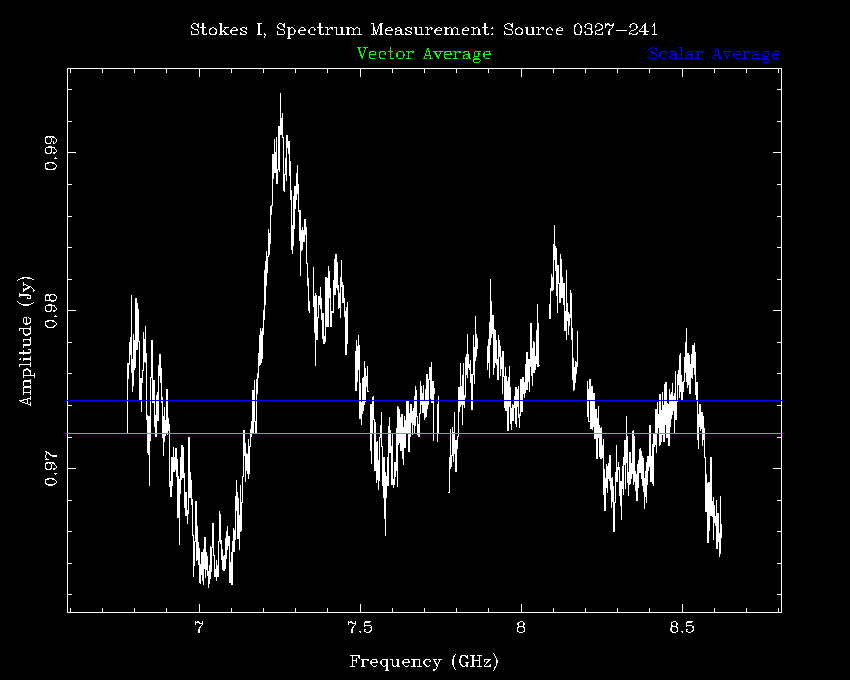 Stokes I, Spectrum Measurement: Source 0327-241
Vector Average
Scalar Average
Amplitude (Jy)
0.99
0.98
0.97
7
7.5
8
8.5
Frequency (GHz)